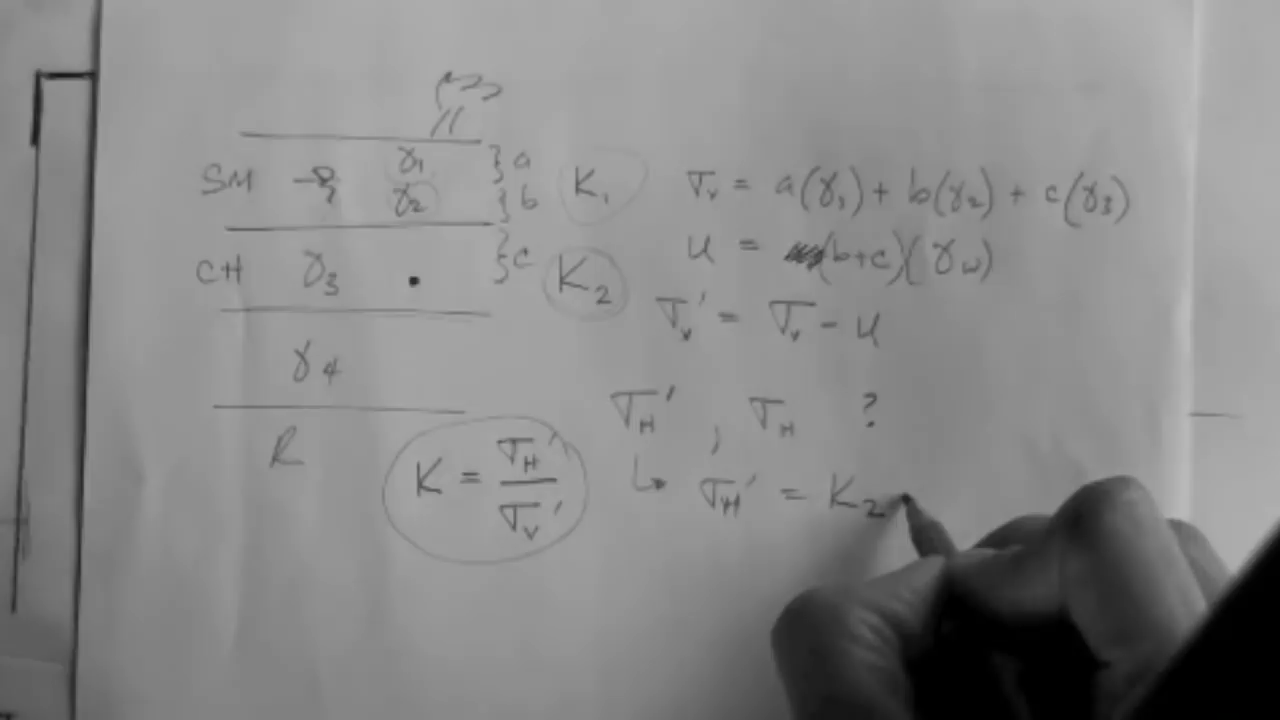 SM γ1 } a K1 σv = a(γ1) + b(γ2) + c(γ3)
γ2 } b
CH γ3 } c K2 u = (b+c)(γw)
σv' = σv - u
γ4
σH' , σH ?
R K = σH' / σv'
↳ σH' = K2